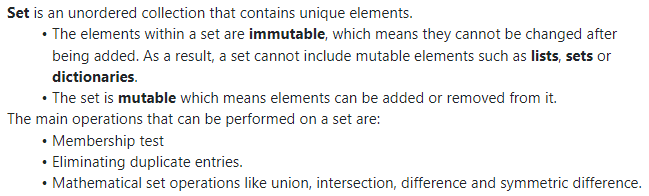 Set is an unordered collection that contains unique elements.
• The elements within a set are immutable, which means they cannot be changed after
being added. As a result, a set cannot include mutable elements such as lists, sets or
dictionaries.
• The set is mutable which means elements can be added or removed from it.
The main operations that can be performed on a set are:
• Membership test
• Eliminating duplicate entries.
• Mathematical set operations like union, intersection, difference and symmetric difference.